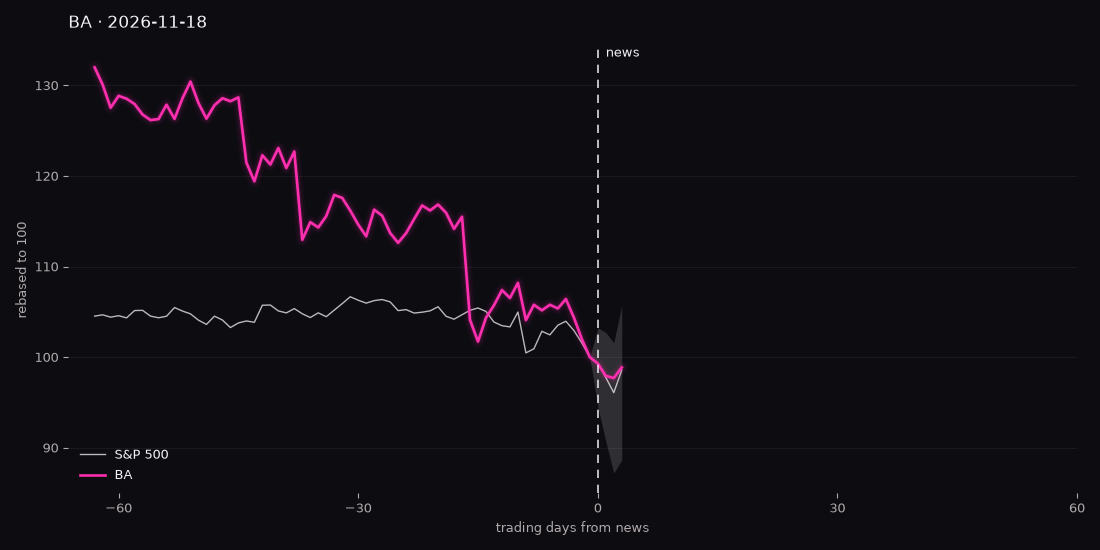 BA · 2026-11-18
news
130
120
110
100
90
rebased to 100
S&P 500
BA
−60
−30
0
30
60
trading days from news